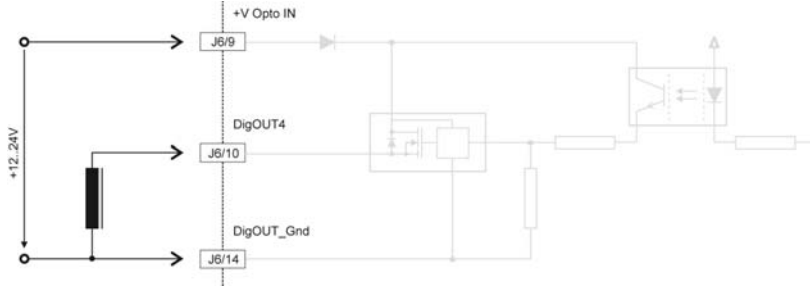 +V Opto IN
J6/9
DigOUT4
J6/10
+12..24V
DigOUT_Gnd
J6/14